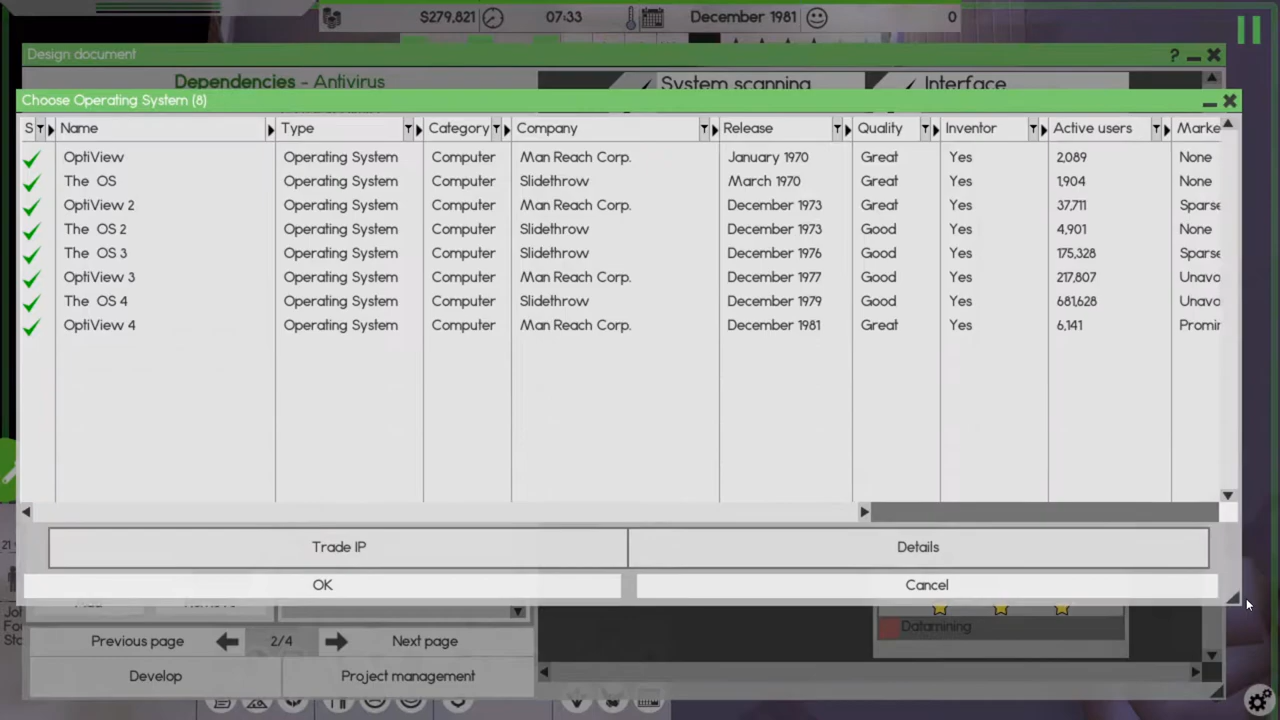 $279,821 07:33 December 1981 0
Design document ?
Dependencies - Antivirus System scanning Interface
Choose Operating System (8)
S Name Type Category Company Release Quality Inventor Active users Marke
OptiView Operating System Computer Man Reach Corp. January 1970 Great Yes 2,089 None
The OS Operating System Computer Slidethrow March 1970 Great Yes 1,904 None
OptiView 2 Operating System Computer Man Reach Corp. December 1973 Great Yes 37,711 Sparse
The OS 2 Operating System Computer Slidethrow December 1973 Good Yes 4,901 None
The OS 3 Operating System Computer Slidethrow December 1976 Good Yes 175,328 Sparse
OptiView 3 Operating System Computer Man Reach Corp. December 1977 Good Yes 217,807 Unava
The OS 4 Operating System Computer Slidethrow December 1979 Good Yes 681,628 Unava
OptiView 4 Operating System Computer Man Reach Corp. December 1981 Great Yes 6,141 Promir
Trade IP Details
OK Cancel
Datamining
Previous page 2/4 Next page
Develop Project management